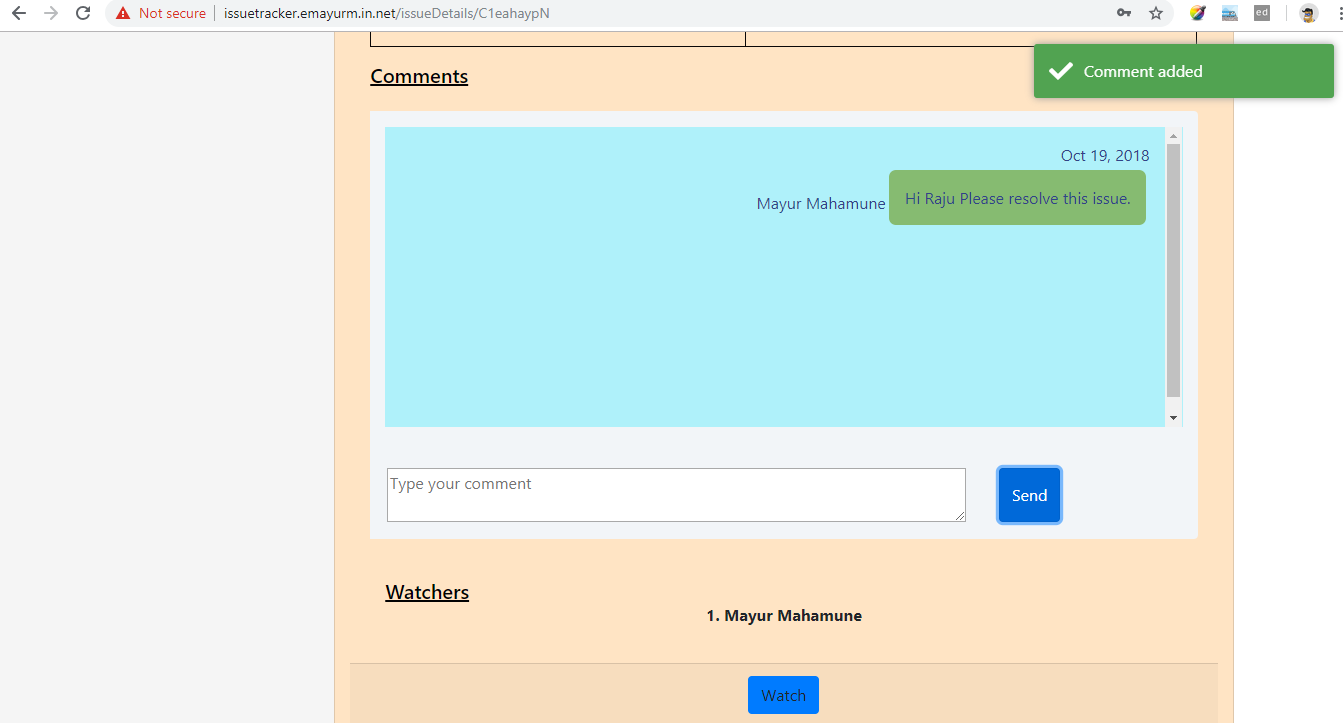 Not secure | issuetracker.emayurm.in.net/issueDetails/C1eahaypN
ed
Comment added
Comments
Oct 19, 2018
Mayur Mahamune Hi Raju Please resolve this issue.
Type your comment
Send
Watchers
1. Mayur Mahamune
Watch